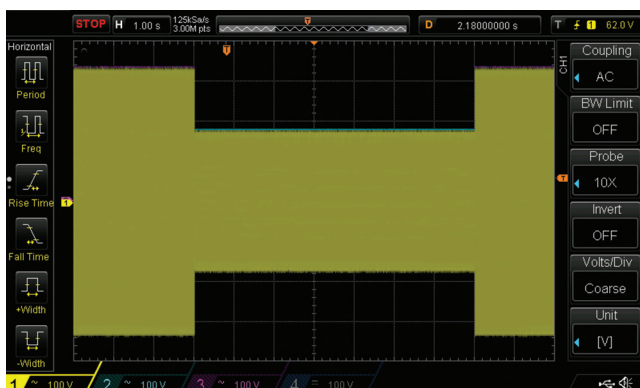 STOP H 1.00 s 125kSa/s 3.00M pts D 2.18000000 s T 1 62.0 V
Horizontal
Period
Freq
Rise Time
Fall Time
+Width
-Width
T
T
1
CH1
Coupling
AC
BW Limit
OFF
Probe
10X
Invert
OFF
Volts/Div
Coarse
Unit
[V]
1 ~ 100 V 2 ~ 100 V 3 ~ 100 V 4 = 100 V